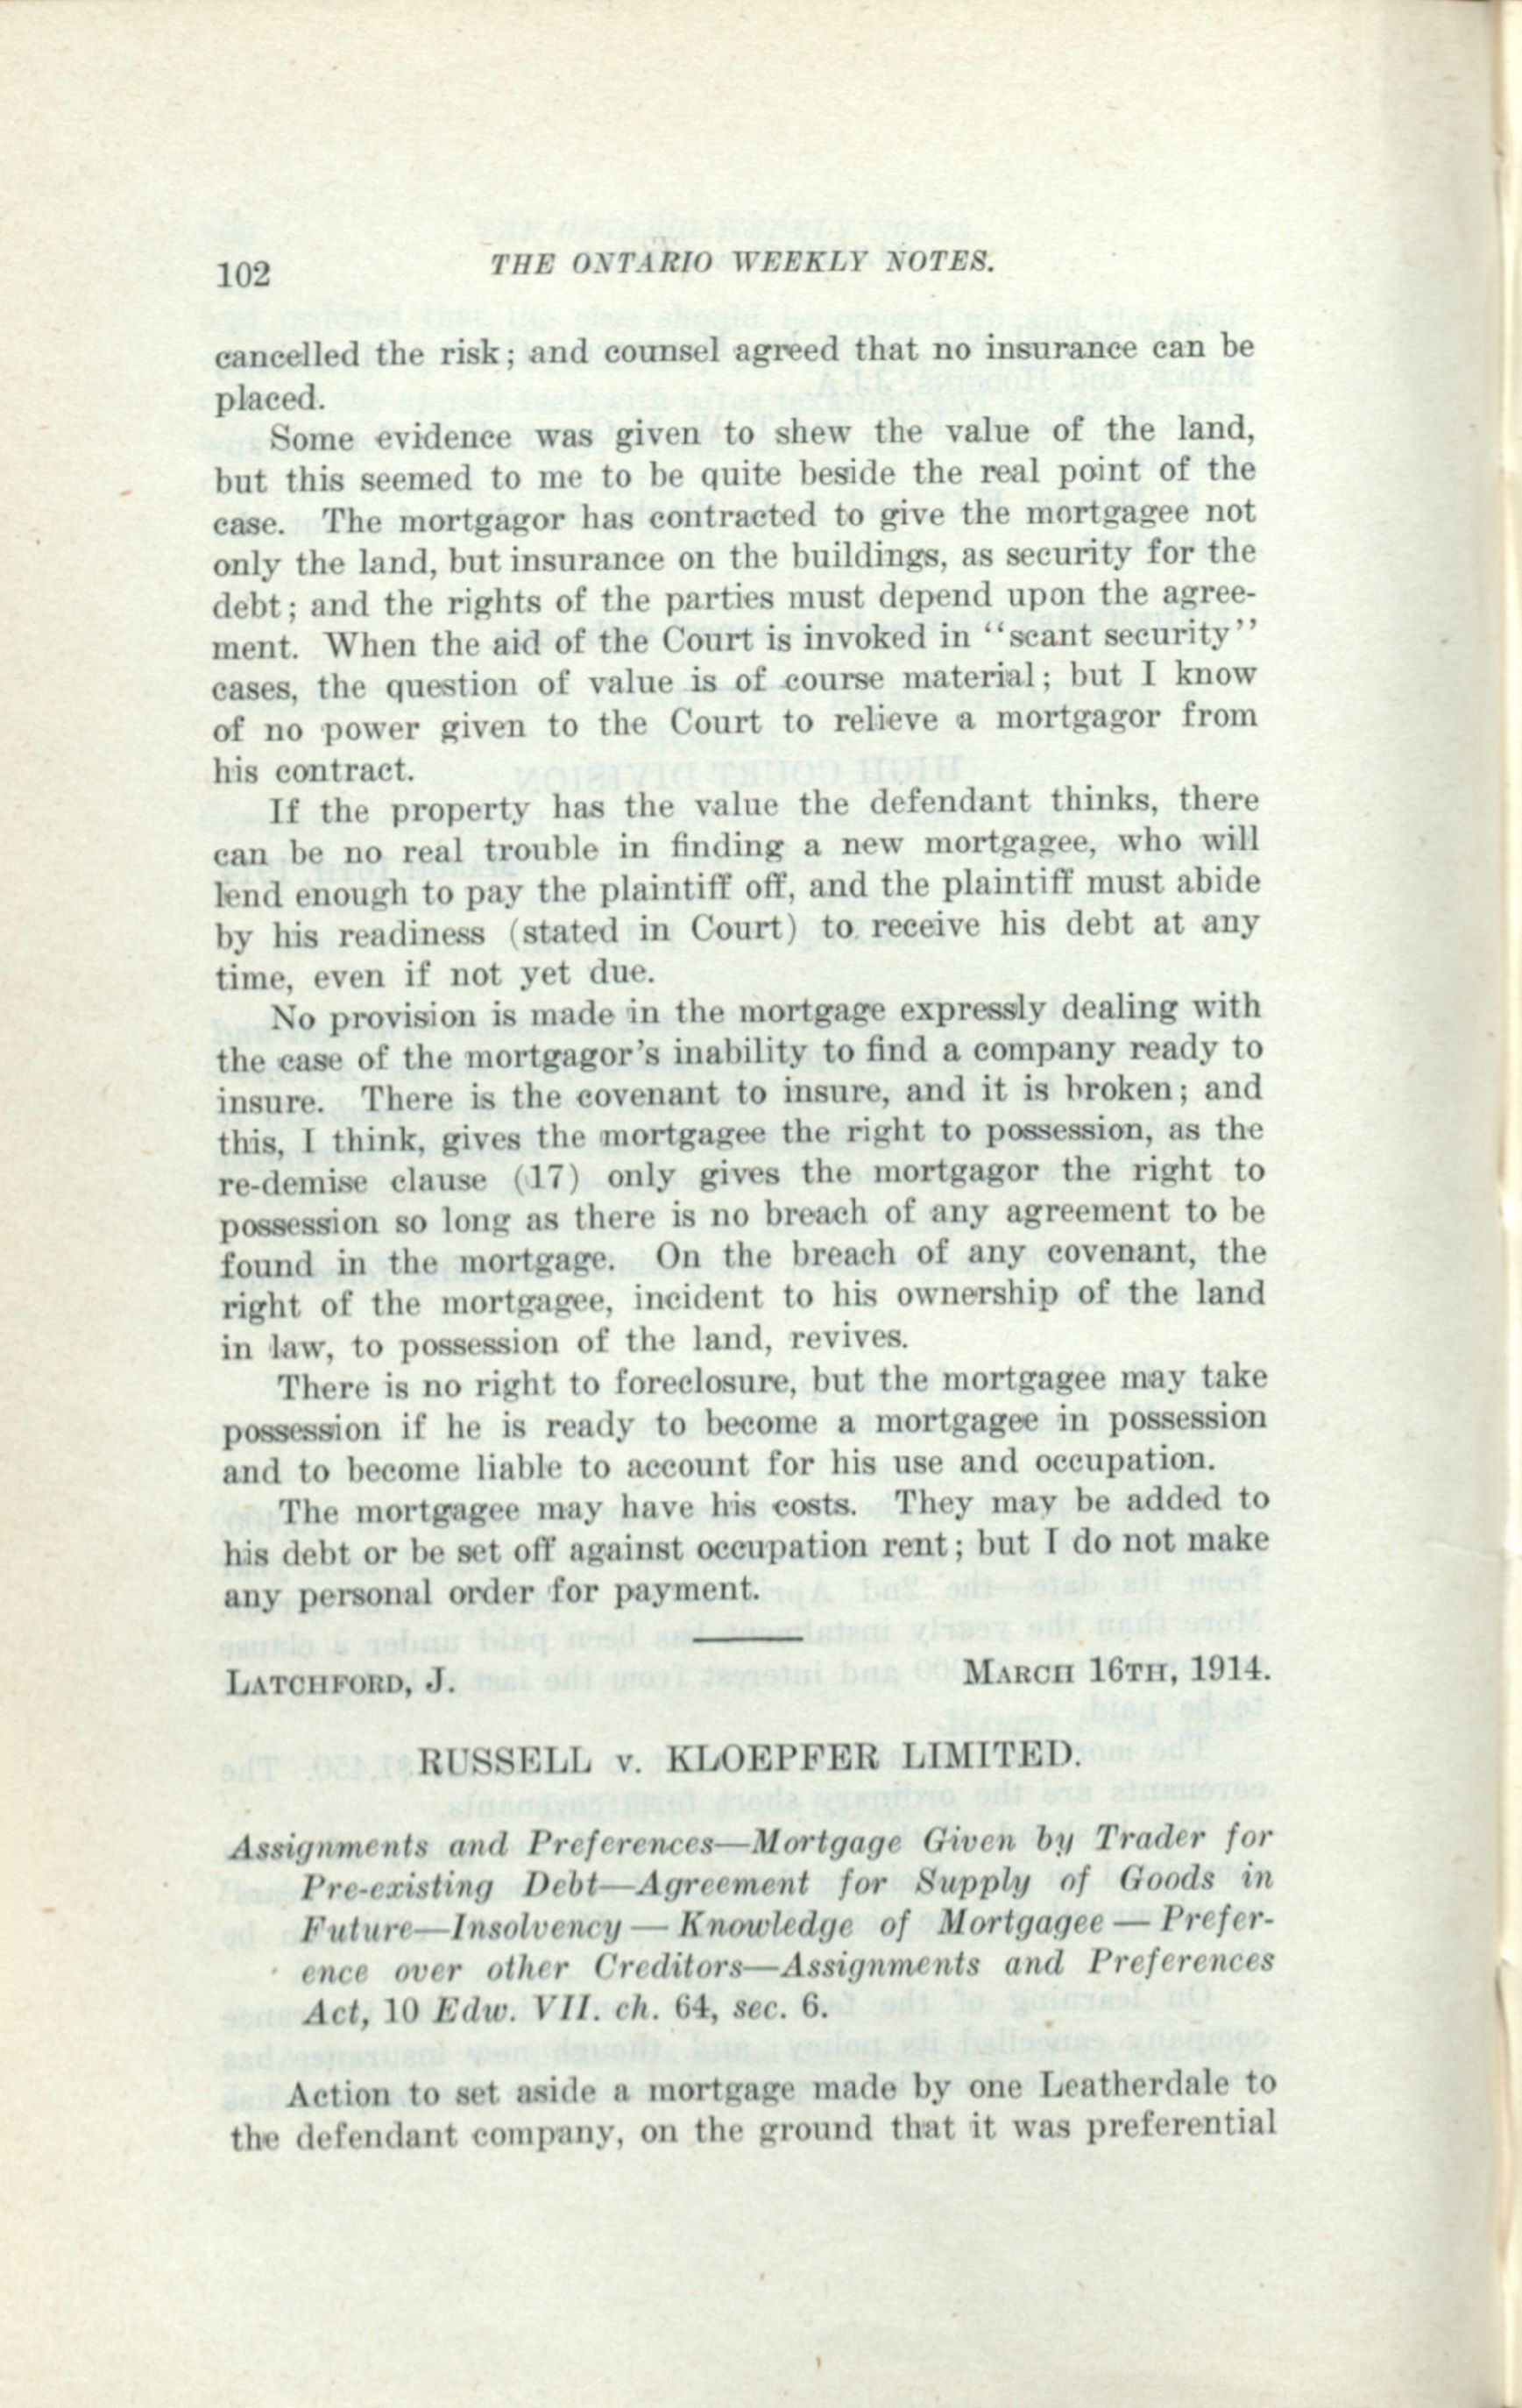 102
THE ONTARIO WEEKLY NOTES.
cancelled the risk; and counsel agreed that no insurance can be
placed.
Some evidence was given to shew the value of the land,
but this seemed to me to be quite beside the real point of the
case. The mortgagor has contracted to give the mortgagee not
only the land, but insurance on the buildings, as security for the
debt; and the rights of the parties must depend upon the agree-
ment. When the aid of the Court is invoked in "scant security"
cases, the question of value is of course material; but I know
of no power given to the Court to relieve a mortgagor from
his contract.
If the property has the value the defendant thinks, there
can be no real trouble in finding a new mortgagee, who will
lend enough to pay the plaintiff off, and the plaintiff must abide
by his readiness (stated in Court) to receive his debt at any
time, even if not yet due.
No provision is made in the mortgage expressly dealing with
the case of the mortgagor's inability to find a company ready to
insure. There is the covenant to insure, and it is broken; and
this, I think, gives the mortgagee the right to possession, as the
re-demise clause (17) only gives the mortgagor the right to
possession so long as there is no breach of any agreement to be
found in the mortgage. On the breach of any covenant, the
right of the mortgagee, incident to his ownership of the land
in law, to possession of the land, revives.
There is no right to foreclosure, but the mortgagee may take
possession if he is ready to become a mortgagee in possession
and to become liable to account for his use and occupation.
The mortgagee may have his costs. They may be added to
his debt or be set off against occupation rent; but I do not make
any personal order for payment.
LATCHFORD, J.
MARCH 16TH, 1914.
RUSSELL v. KLOEPFER LIMITED.
Assignments and Preferences—Mortgage Given by Trader for
Pre-existing Debt—Agreement for Supply of Goods in
Future—Insolvency—Knowledge of Mortgagee—Prefer-
ence over other Creditors—Assignments and Preferences
Act, 10 Edw. VII. ch. 64, sec. 6.
Action to set aside a mortgage made by one Leatherdale to
the defendant company, on the ground that it was preferential